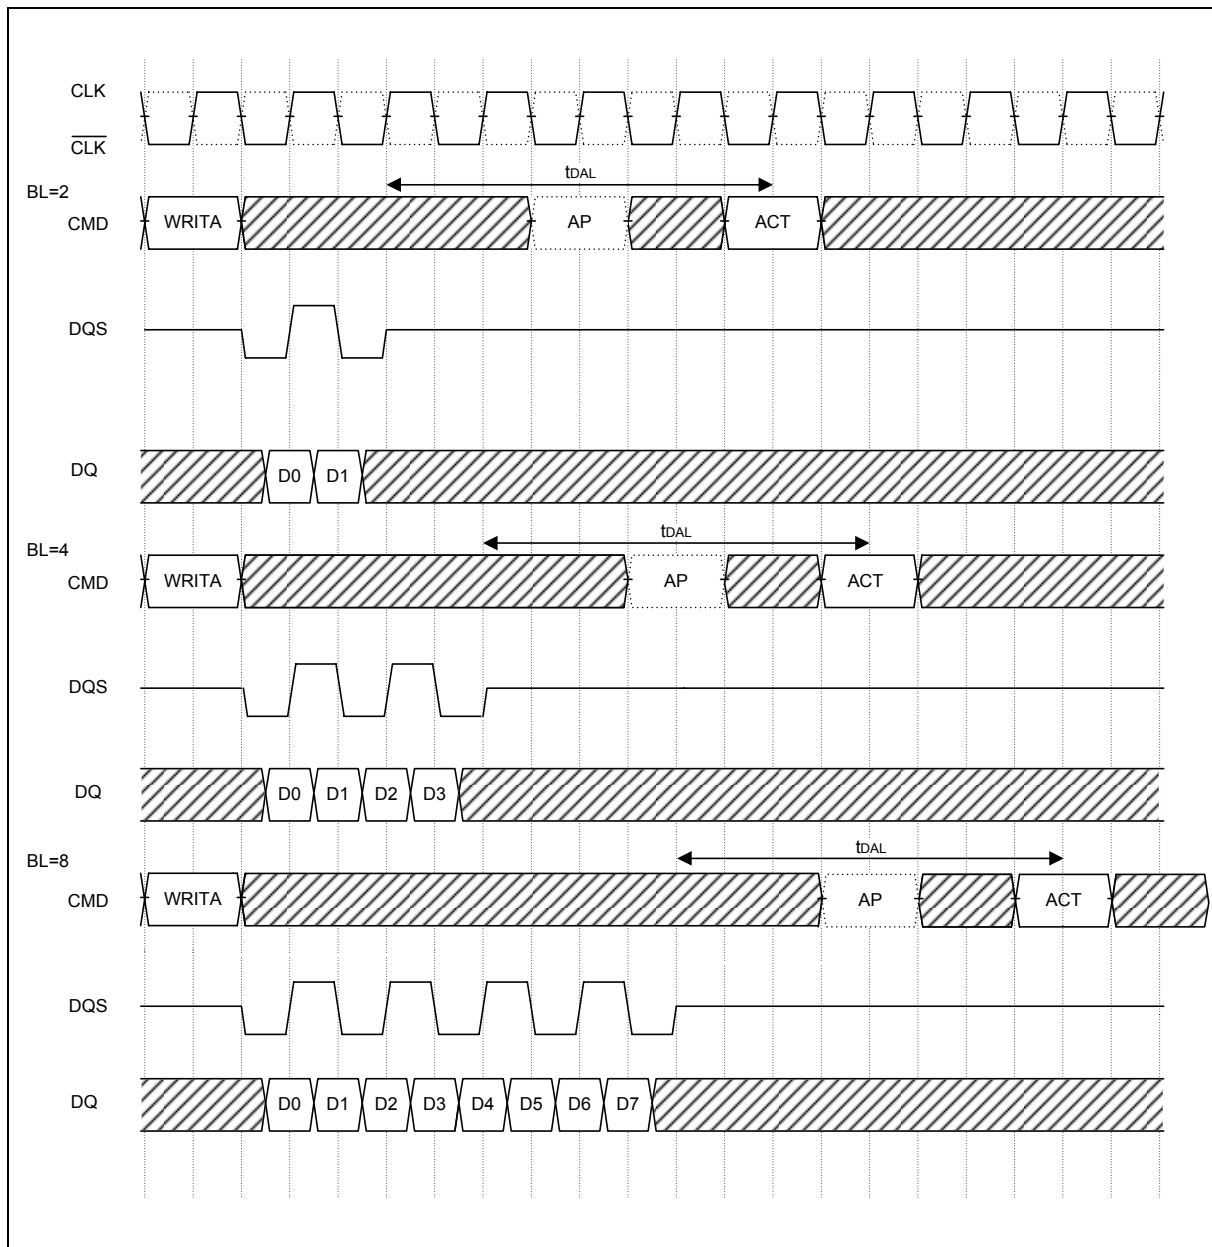 CLK
CLK
tDAL
BL=2
CMD WRITA AP ACT
DQS
DQ D0 D1
tDAL
BL=4
CMD WRITA AP ACT
DQS
DQ D0 D1 D2 D3
tDAL
BL=8
CMD WRITA AP ACT
DQS
DQ D0 D1 D2 D3 D4 D5 D6 D7